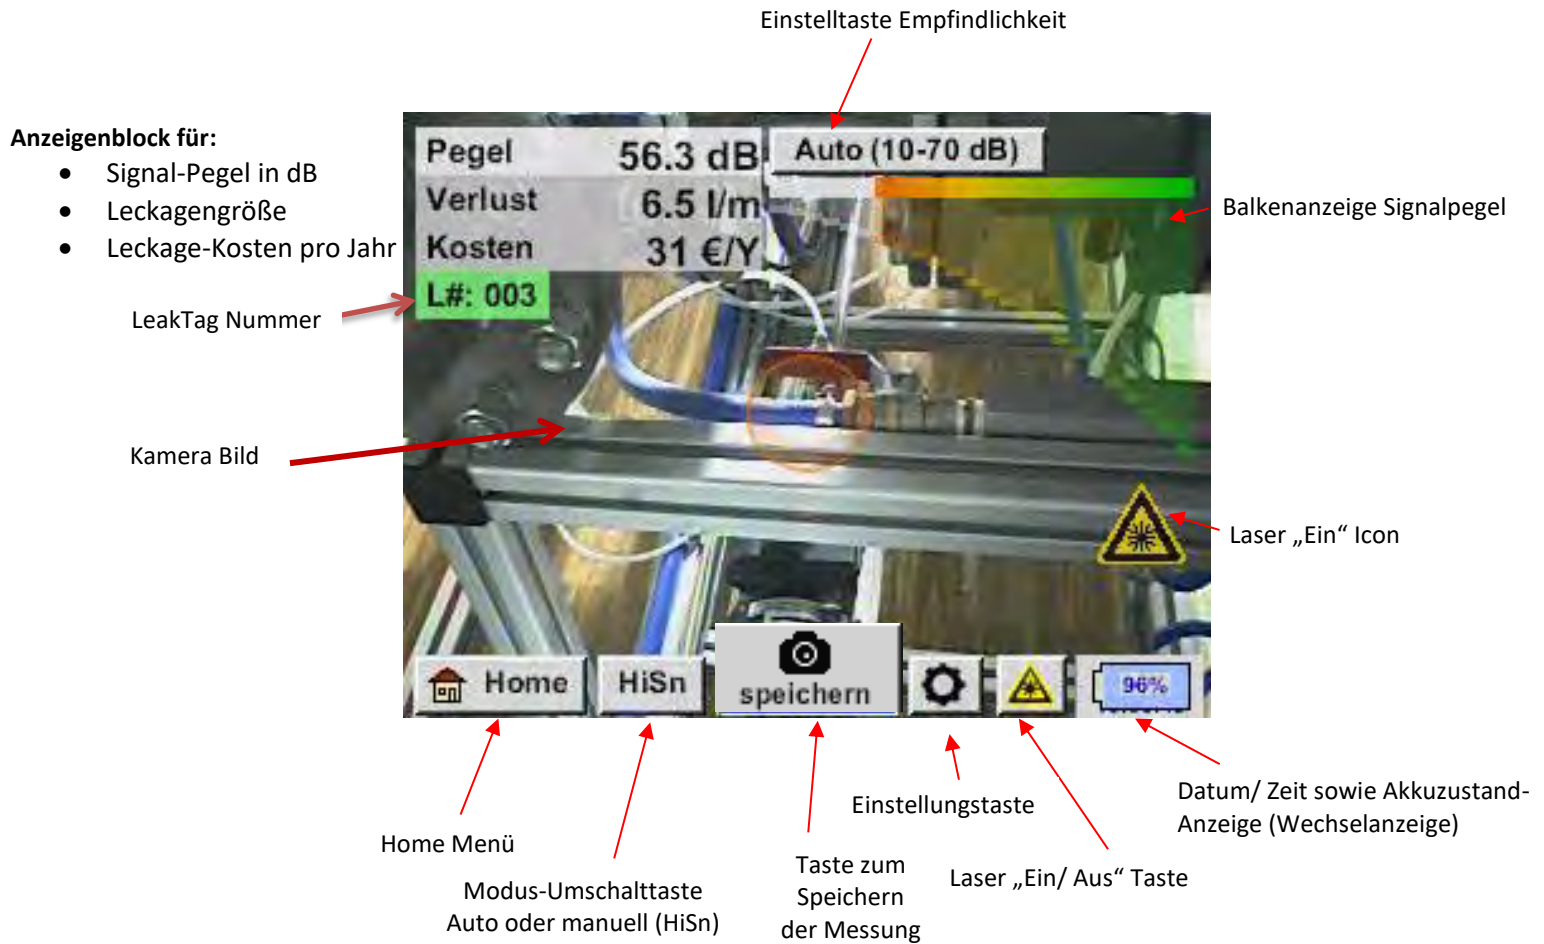 Einstelltaste Empfindlichkeit
Anzeigenblock für:
• Signal-Pegel in dB
• Leckagengröße
• Leckage-Kosten pro Jahr
LeakTag Nummer
Kamera Bild
Pegel 56.3 dB
Verlust 6.5 l/m
Kosten 31 €/Y
L#: 003
Auto (10-70 dB)
Balkenanzeige Signalpegel
Laser „Ein“ Icon
Home
HiSn
speichern
96%
Home Menü
Modus-Umschalttaste
Auto oder manuell (HiSn)
Taste zum
Speichern
der Messung
Einstellungstaste
Laser „Ein/ Aus“ Taste
Datum/ Zeit sowie Akkuzustand-
Anzeige (Wechselanzeige)